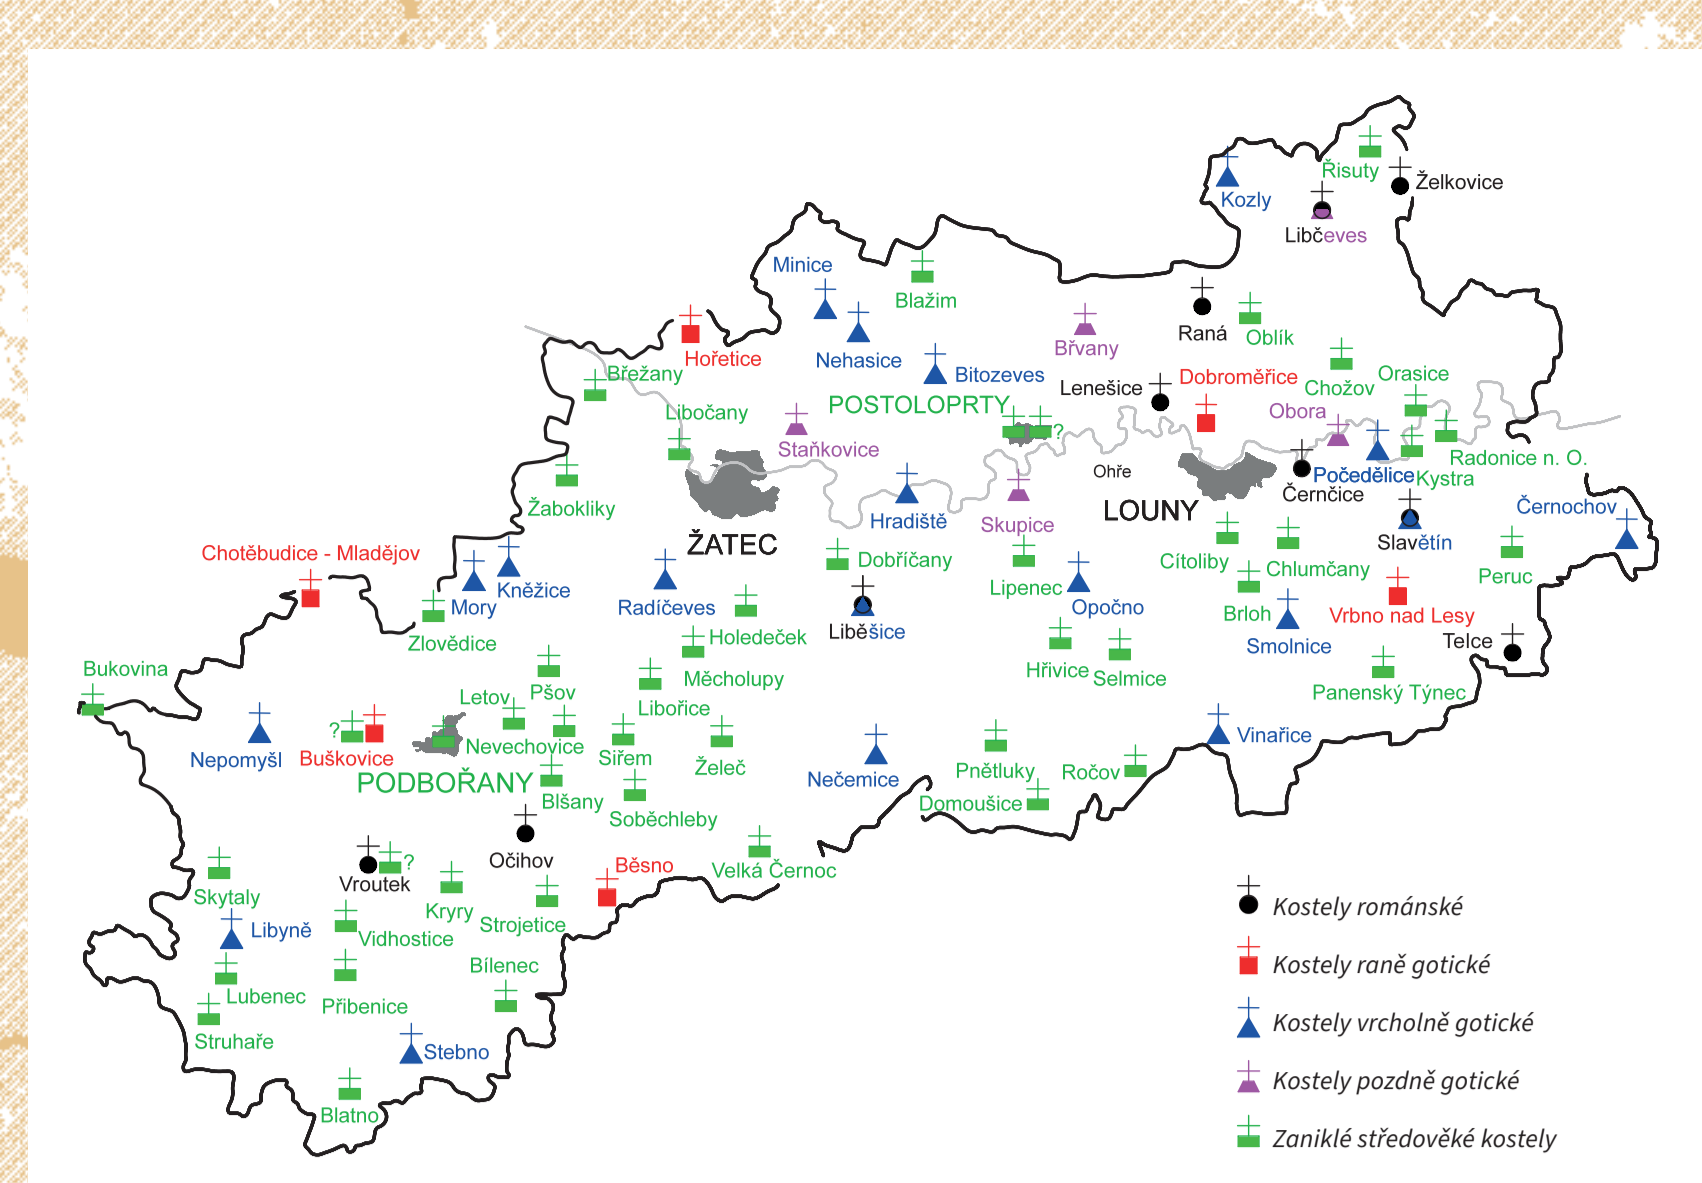 Řisuty
Želkovice
Kozly
Libčeves
Minice
Blažim
Raná
Oblík
Břvany
Hořetice
Nehasice
Bitozeves
Břežany
Lenešice
Dobroměřice
Chožov
Orasice
POSTOLOPRTY
?
Libočany
Obora
Staňkovice
Radonice n. O.
Ohře
Počedělice
Kystra
Černčice
Žabokliky
LOUNY
Černochov
Hradiště
Skupice
ŽATEC
Slavětín
Chotěbudice - Mladějov
Dobříčany
Cítoliby
Chlumčany
Peruc
Kněžice
Mory
Radíčeves
Lipenec
Opočno
Brloh
Vrbno nad Lesy
Zlovědice
Holedeček
Liběšice
Smolnice
Telce
Bukovina
Měcholupy
Hřivice
Selmice
Panenský Týnec
Letov
Pšov
Libořice
?
Nepomyšl
Buškovice
Nevechovice
Siřem
Želeč
Vinařice
PODBOŘANY
Nečemice
Pnětluky
Ročov
Blšany
Soběchleby
Domoušice
Očihov
Běsno
Velká Černoc
?
Vroutek
Skytaly
Kryry
Strojetice
Libyně
Vidhostice
Bílenec
Lubenec
Přibenice
Struhaře
Stebno
Blatno
Kostely románské
Kostely raně gotické
Kostely vrcholně gotické
Kostely pozdně gotické
Zaniklé středověké kostely